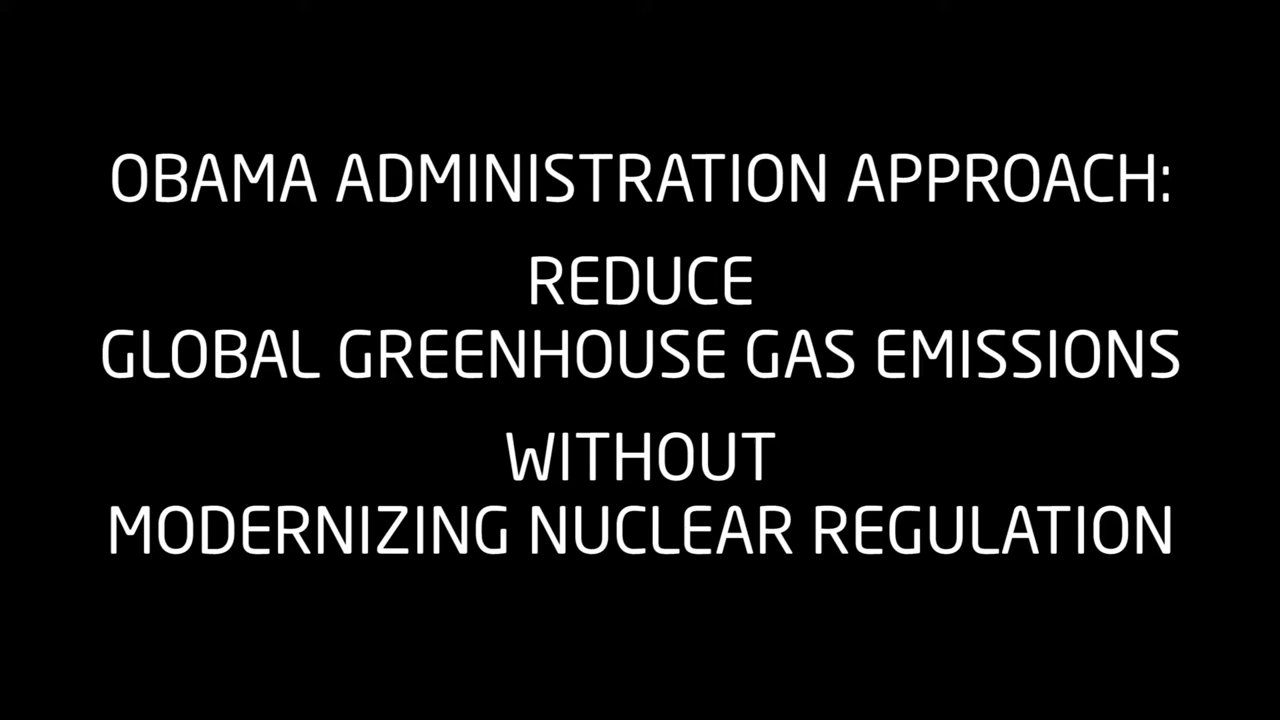 OBAMA ADMINISTRATION APPROACH:
REDUCE
GLOBAL GREENHOUSE GAS EMISSIONS
WITHOUT
MODERNIZING NUCLEAR REGULATION